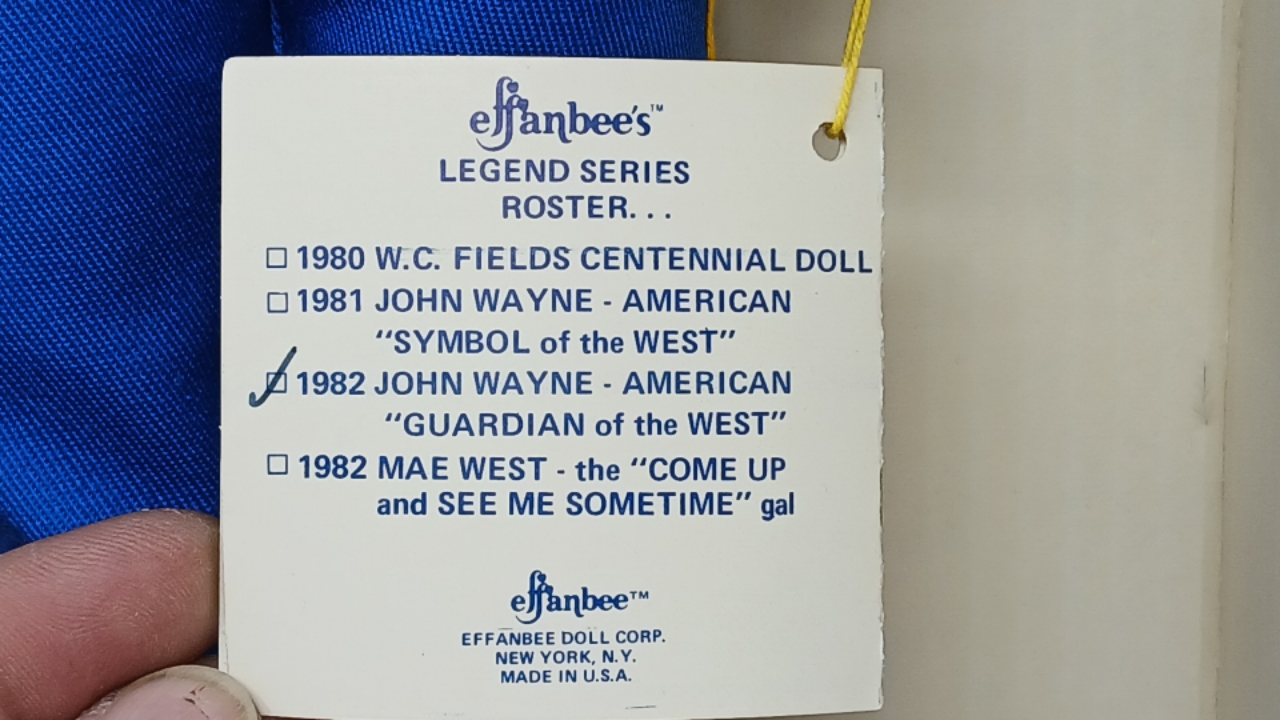 effanbee's™
LEGEND SERIES
ROSTER...
☐ 1980 W.C. FIELDS CENTENNIAL DOLL
☐ 1981 JOHN WAYNE - AMERICAN
"SYMBOL of the WEST"
☑ 1982 JOHN WAYNE - AMERICAN
"GUARDIAN of the WEST"
☐ 1982 MAE WEST - the "COME UP
and SEE ME SOMETIME" gal
effanbee™
EFFANBEE DOLL CORP.
NEW YORK, N.Y.
MADE IN U.S.A.